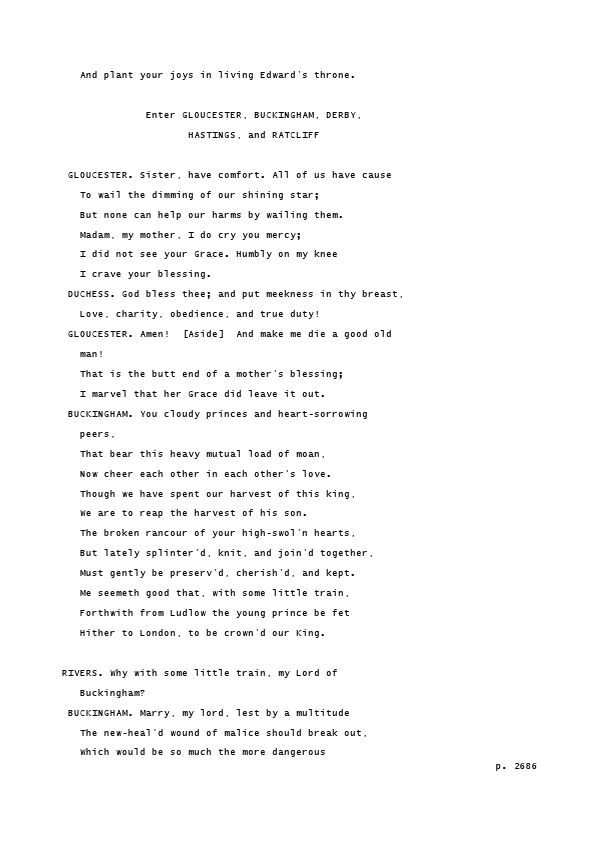 And plant your joys in living Edward's throne.
Enter GLOUCESTER, BUCKINGHAM, DERBY,
HASTINGS, and RATCLIFF
GLOUCESTER. Sister, have comfort. All of us have cause
To wail the dimming of our shining star;
But none can help our harms by wailing them.
Madam, my mother, I do cry you mercy;
I did not see your Grace. Humbly on my knee
I crave your blessing.
DUCHESS. God bless thee; and put meekness in thy breast,
Love, charity, obedience, and true duty!
GLOUCESTER. Amen!  [Aside]  And make me die a good old
man!
That is the butt end of a mother's blessing;
I marvel that her Grace did leave it out.
BUCKINGHAM. You cloudy princes and heart-sorrowing
peers,
That bear this heavy mutual load of moan,
Now cheer each other in each other's love.
Though we have spent our harvest of this king,
We are to reap the harvest of his son.
The broken rancour of your high-swol'n hearts,
But lately splinter'd, knit, and join'd together,
Must gently be preserv'd, cherish'd, and kept.
Me seemeth good that, with some little train,
Forthwith from Ludlow the young prince be fet
Hither to London, to be crown'd our King.
RIVERS. Why with some little train, my Lord of
Buckingham?
BUCKINGHAM. Marry, my lord, lest by a multitude
The new-heal'd wound of malice should break out,
Which would be so much the more dangerous
p. 2686